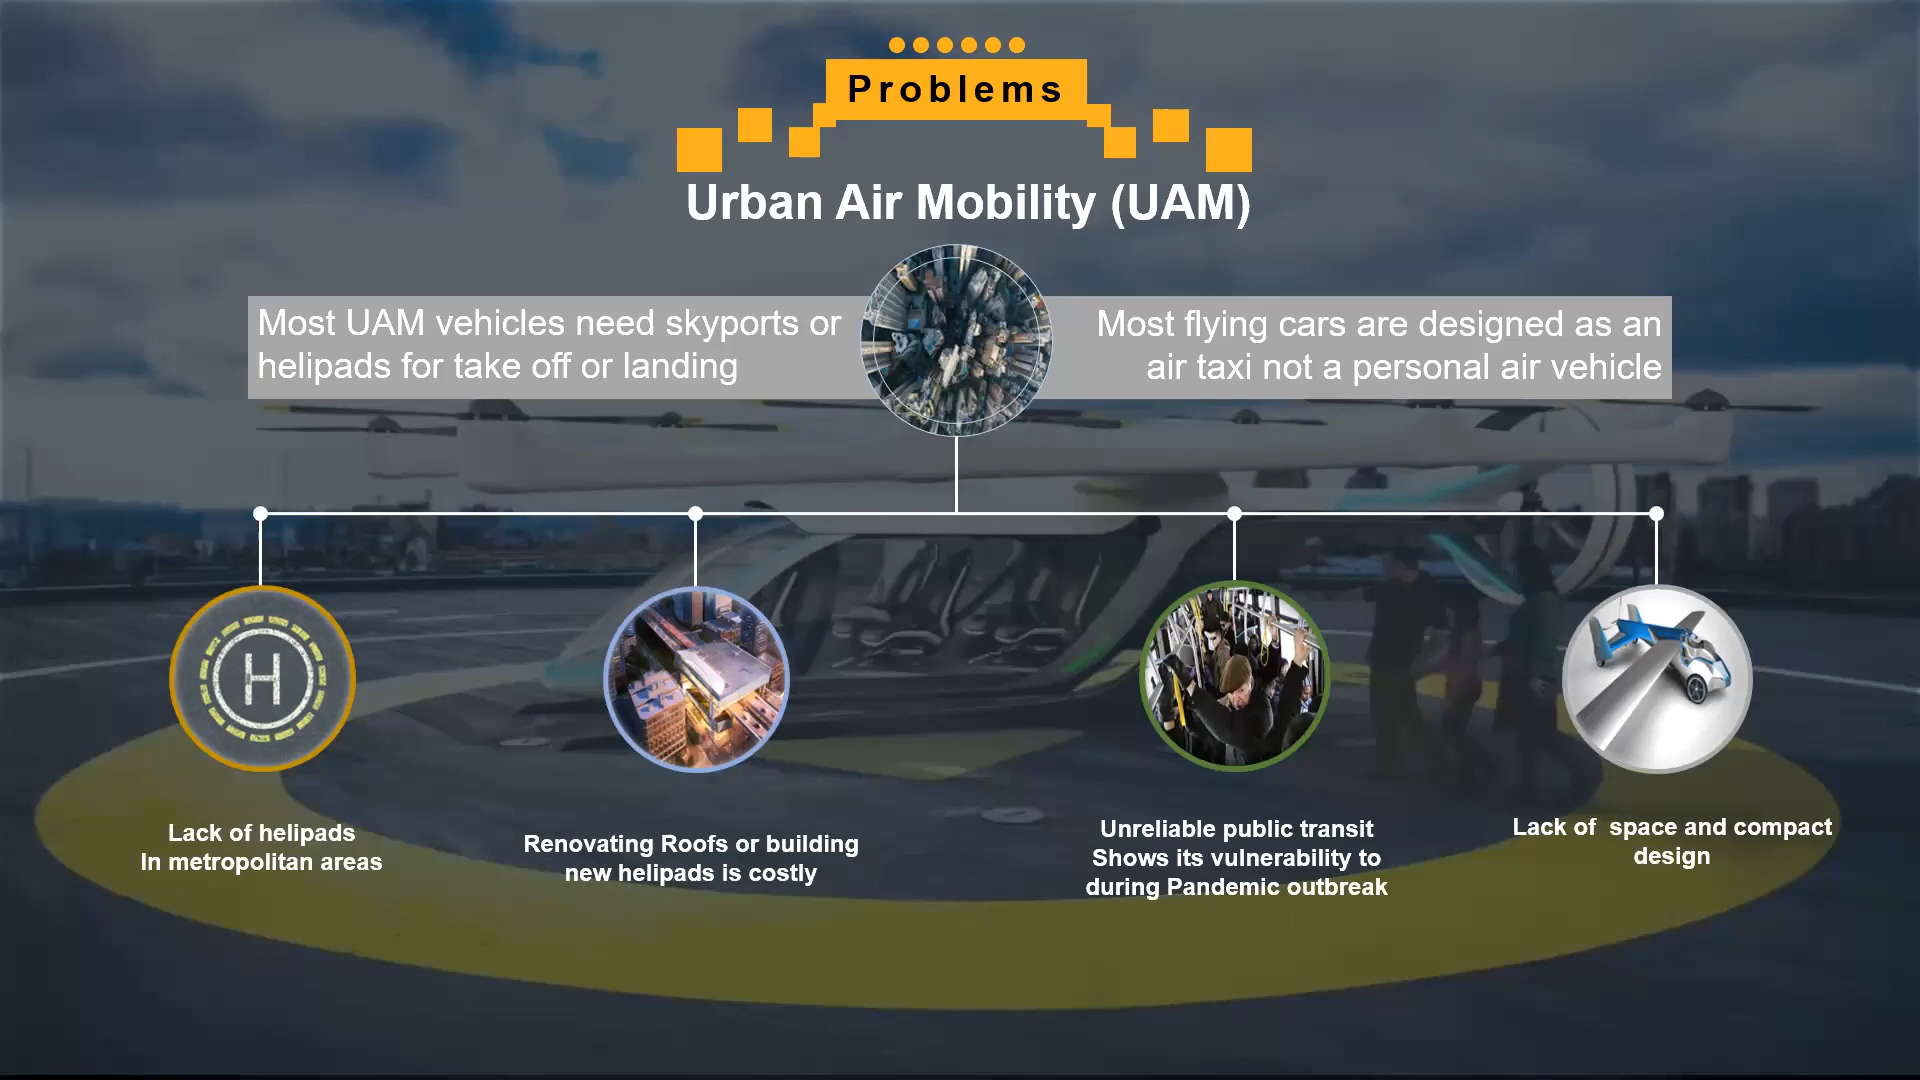 Problems
Urban Air Mobility (UAM)
Most UAM vehicles need skyports or
helipads for take off or landing
Most flying cars are designed as an
air taxi not a personal air vehicle
H
Lack of helipads
In metropolitan areas
Renovating Roofs or building
new helipads is costly
Unreliable public transit
Shows its vulnerability to
during Pandemic outbreak
Lack of  space and compact
design